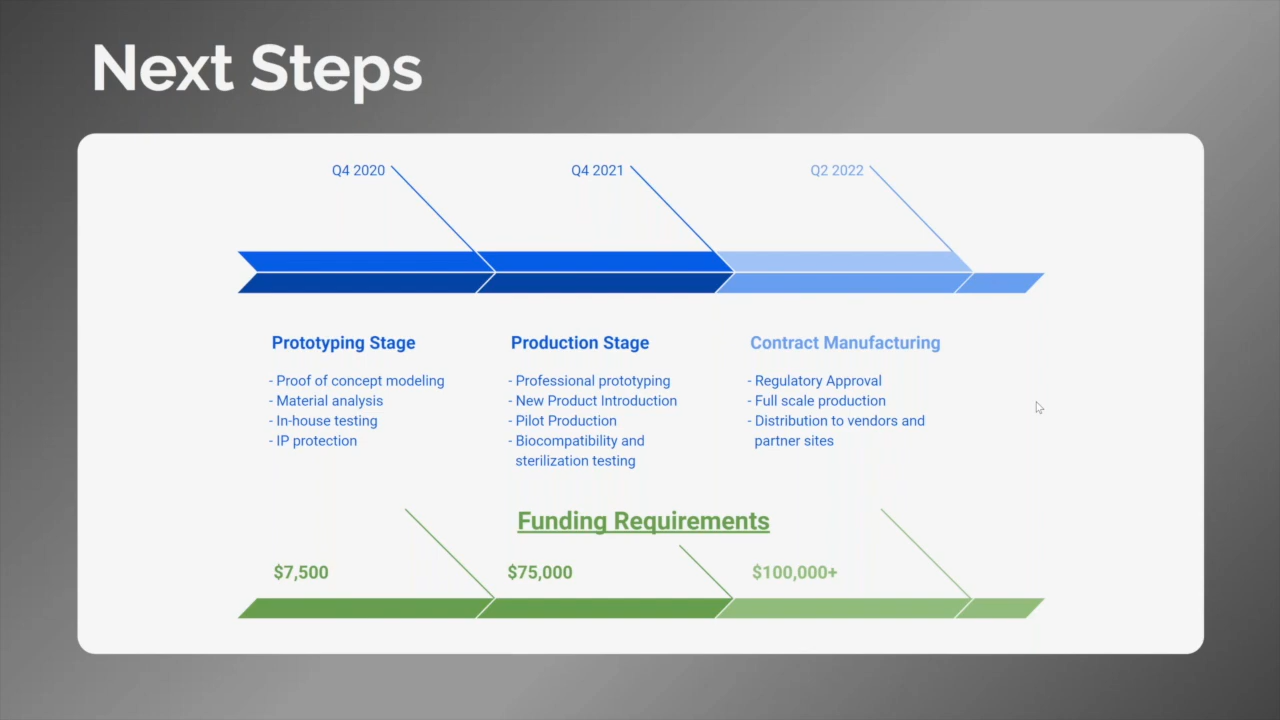 Next Steps
Q4 2020
Q4 2021
Q2 2022
Prototyping Stage
- Proof of concept modeling
- Material analysis
- In-house testing
- IP protection
Production Stage
- Professional prototyping
- New Product Introduction
- Pilot Production
- Biocompatibility and
sterilization testing
Contract Manufacturing
- Regulatory Approval
- Full scale production
- Distribution to vendors and
partner sites
Funding Requirements
$7,500
$75,000
$100,000+